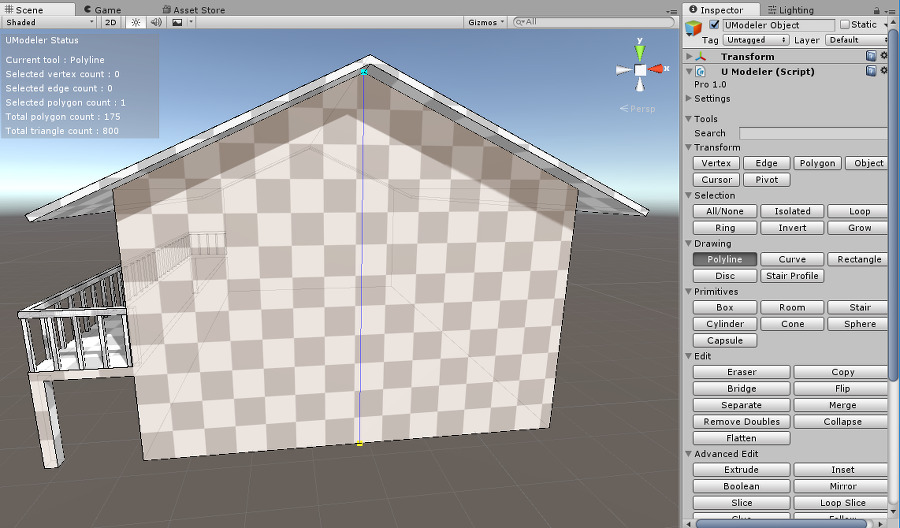 Scene Game Asset Store
Shaded 2D Gizmos All
UModeler Status
Current tool : Polyline
Selected vertex count : 0
Selected edge count : 0
Selected polygon count : 1
Total polygon count : 175
Total triangle count : 800
y
x
Persp
Inspector Lighting
UModeler Object Static
Tag Untagged Layer Default
Transform
U Modeler (Script)
Pro 1.0
Settings
Tools
Search
Transform
Vertex Edge Polygon Object
Cursor Pivot
Selection
All/None Isolated Loop
Ring Invert Grow
Drawing
Polyline Curve Rectangle
Disc Stair Profile
Primitives
Box Room Stair
Cylinder Cone Sphere
Capsule
Edit
Eraser Copy
Bridge Flip
Separate Merge
Remove Doubles Collapse
Flatten
Advanced Edit
Extrude Inset
Boolean Mirror
Slice Loop Slice